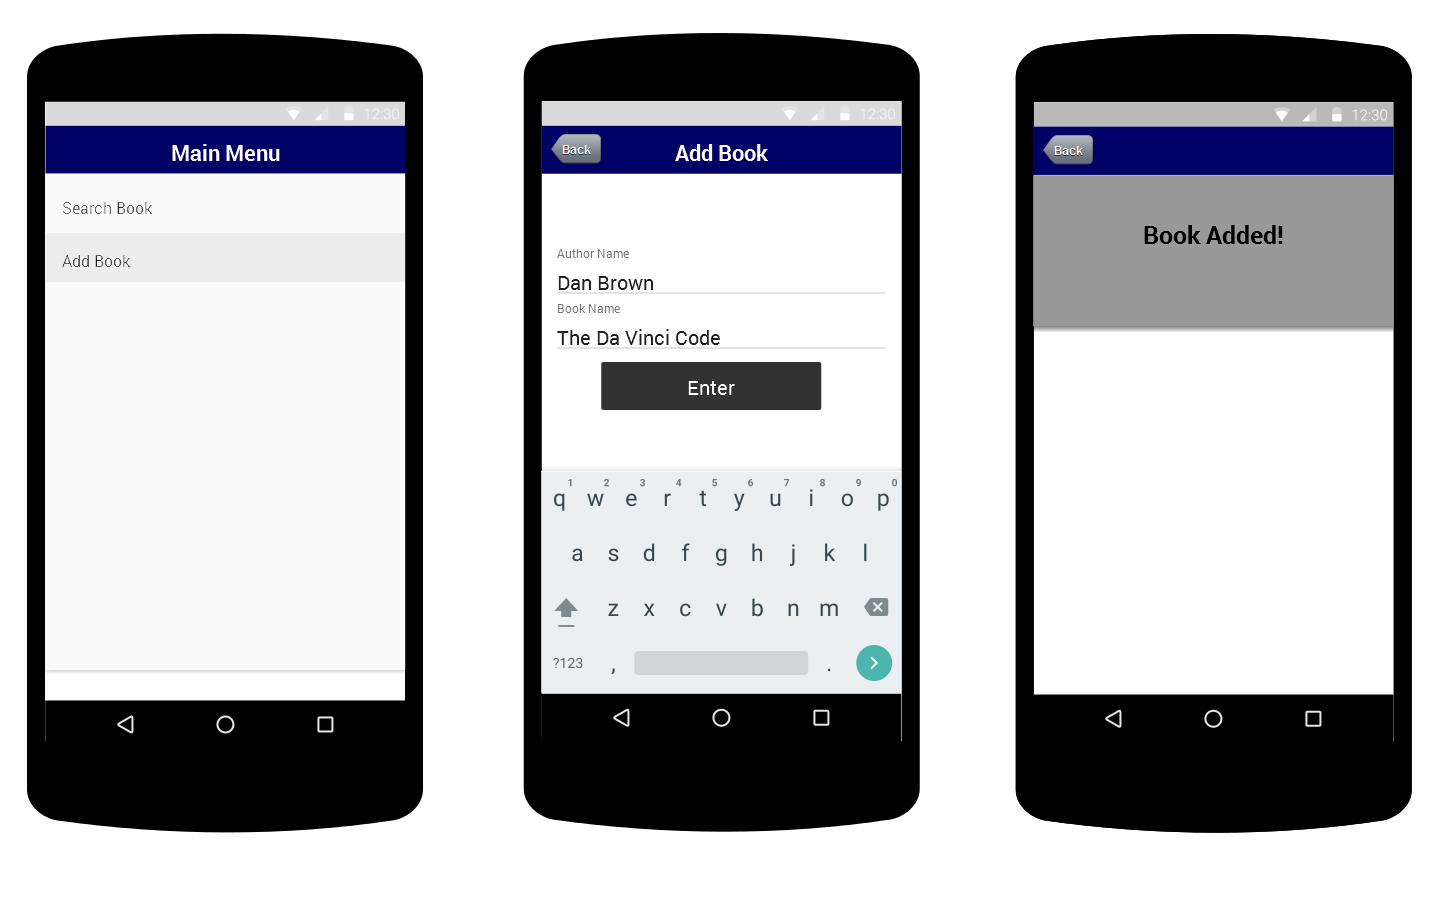 12:30
Main Menu
Search Book
Add Book
12:30
Back
Add Book
Author Name
Dan Brown
Book Name
The Da Vinci Code
Enter
1 2 3 4 5 6 7 8 9 0
q w e r t y u i o p
a s d f g h j k l
z x c v b n m
?123 , .
12:30
Back
Book Added!